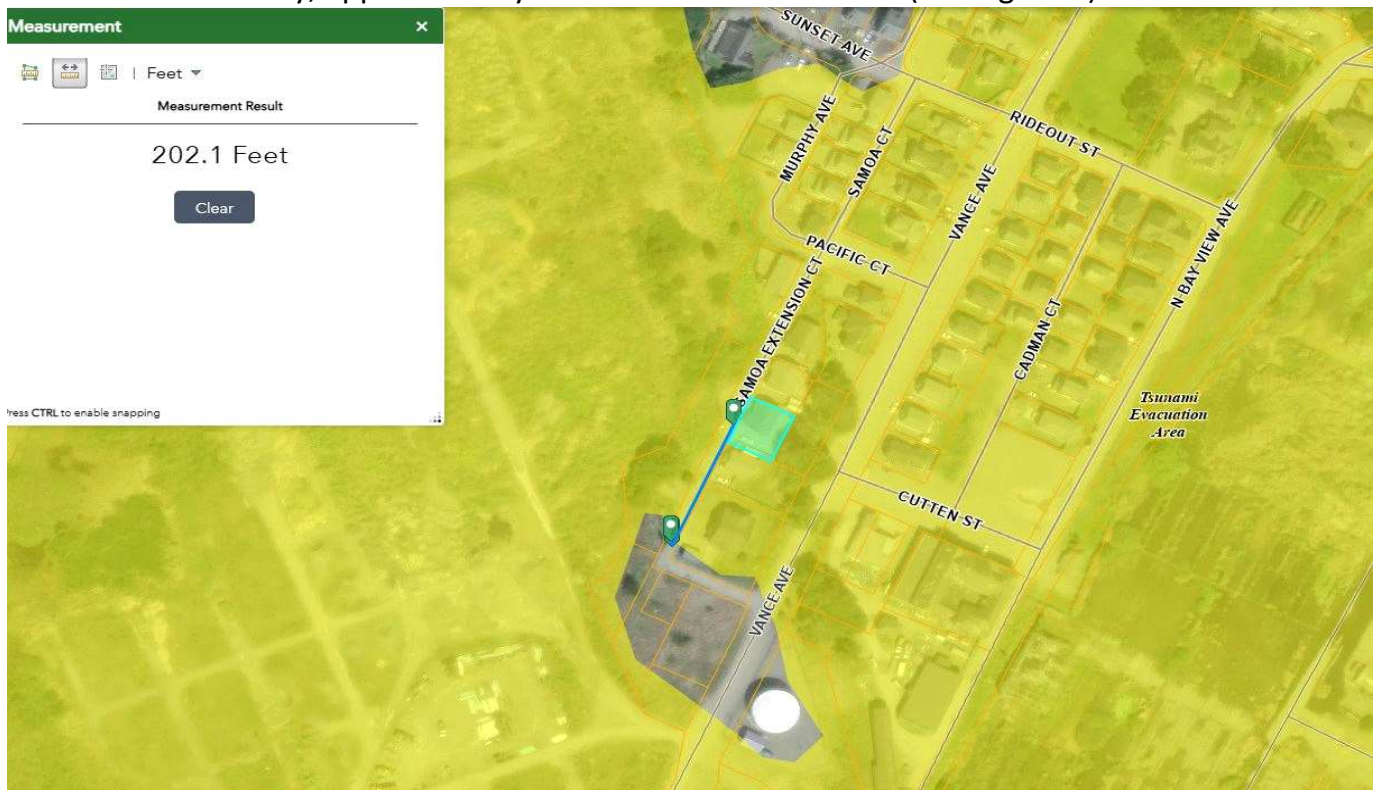 Measurement ×
| Feet
Measurement Result
202.1 Feet
Clear
Press CTRL to enable snapping
SUNSET AVE
MURPHY AVE
SAMOA CT
RIDEOUT ST
VANCE AVE
PACIFIC CT
N BAY VIEW AVE
SAMOA EXTENSION CT
CADMAN CT
Tsunami
Evacuation
Area
CUTTEN ST
VANCE AVE